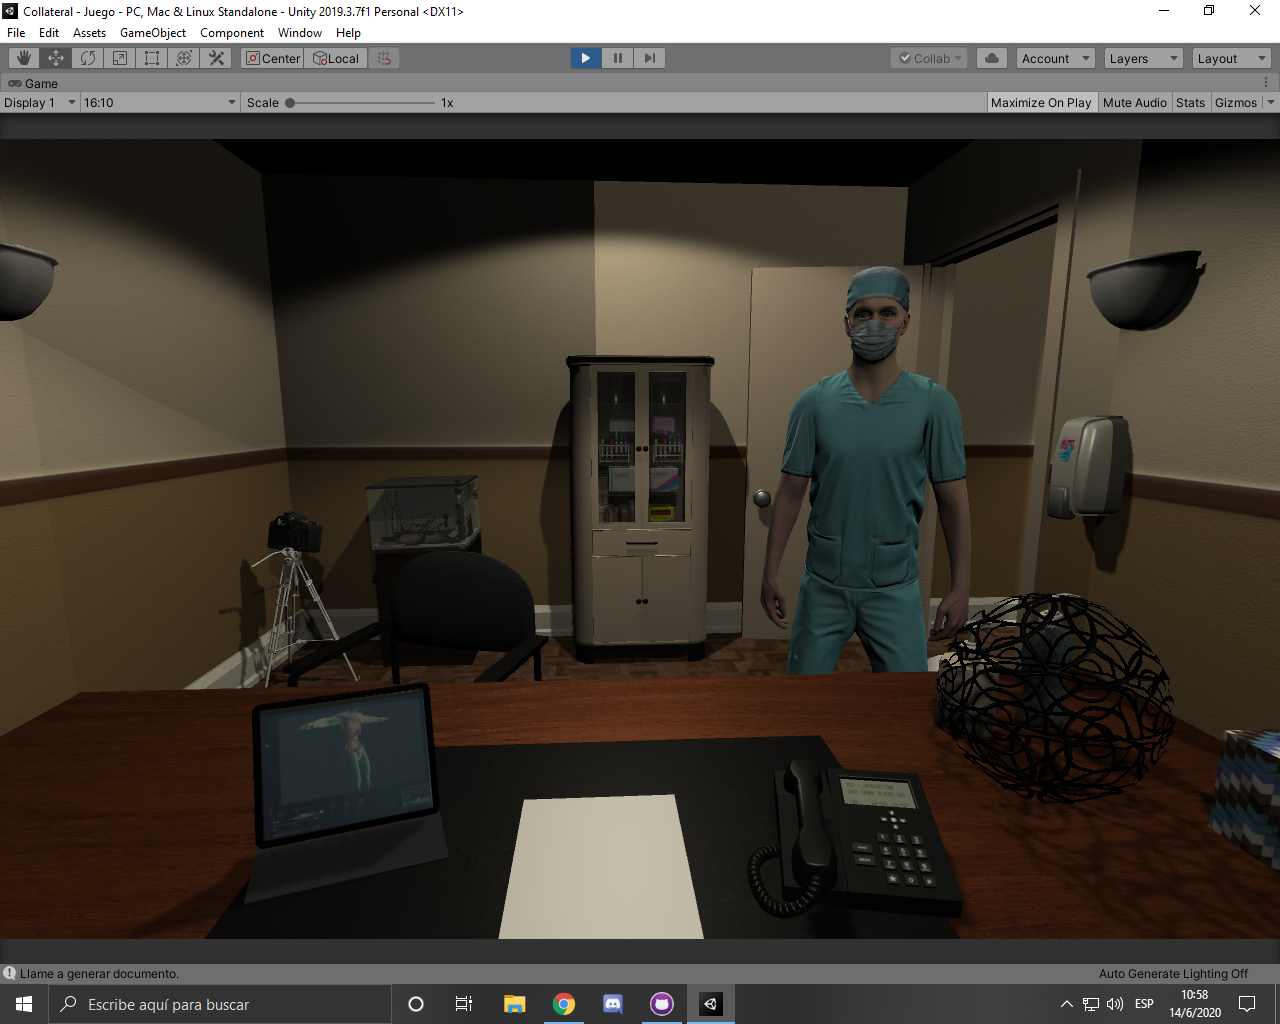 Collateral - Juego - PC, Mac & Linux Standalone - Unity 2019.3.7f1 Personal <DX11>
File Edit Assets GameObject Component Window Help
Center Local Collab Account Layers Layout
Game
Display 1 16:10 Scale 1x Maximize On Play Mute Audio Stats Gizmos
Llame a generar documento. Auto Generate Lighting Off
Escribe aquí para buscar ESP 10:58
14/6/2020